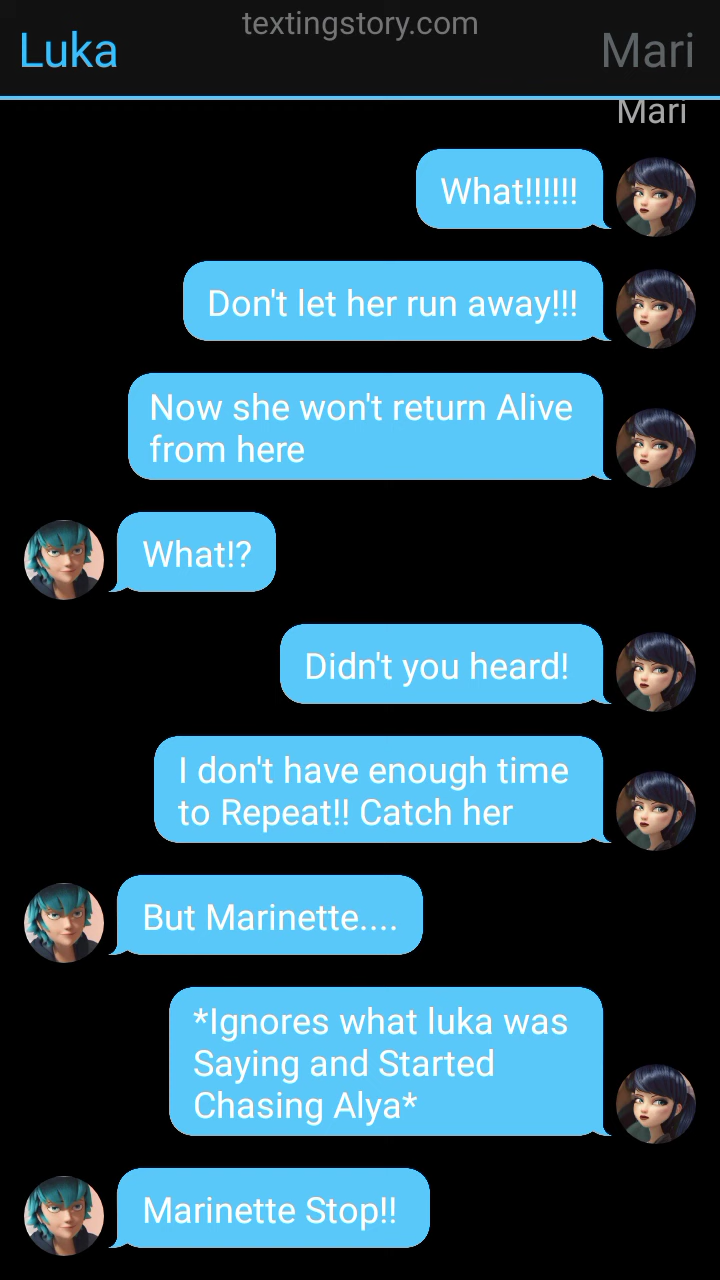 textingstory.com
Luka
Mari
Mari
What!!!!!!
Don't let her run away!!!
Now she won't return Alive
from here
What!?
Didn't you heard!
I don't have enough time
to Repeat!! Catch her
But Marinette....
*Ignores what luka was
Saying and Started
Chasing Alya*
Marinette Stop!!